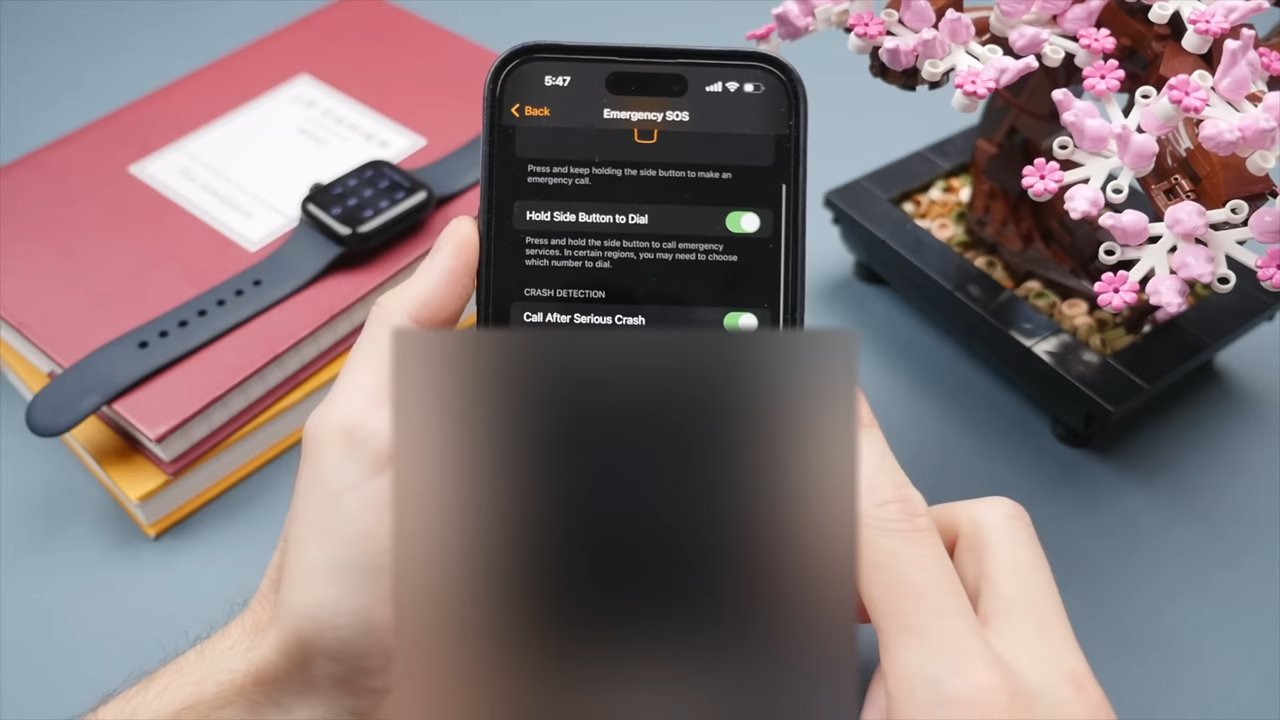 5:47
Back
Emergency SOS
Press and keep holding the side button to make an
emergency call.
Hold Side Button to Dial
Press and hold the side button to call emergency
services. In certain regions, you may need to choose
which number to dial.
CRASH DETECTION
Call After Serious Crash